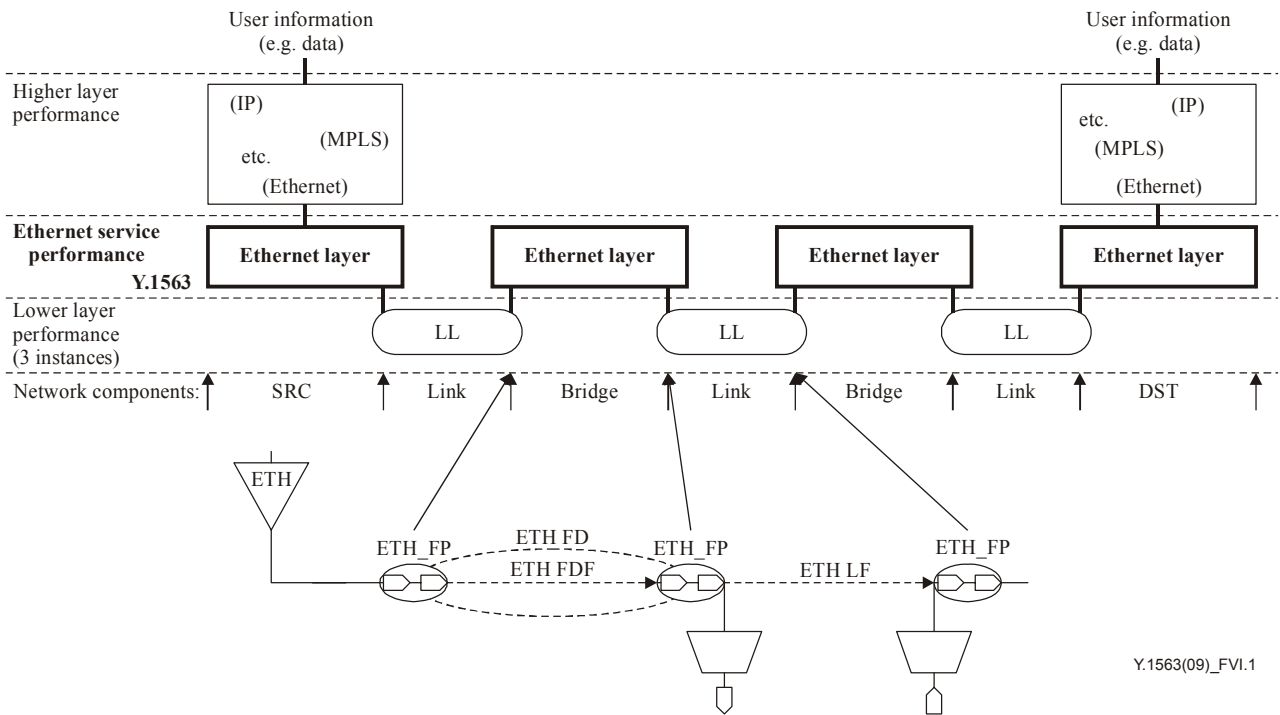 User information
(e.g. data)
User information
(e.g. data)
Higher layer
performance
(IP)
(MPLS)
etc.
(Ethernet)
(IP)
etc.
(MPLS)
(Ethernet)
Ethernet service
performance
Y.1563
Ethernet layer
Ethernet layer
Ethernet layer
Ethernet layer
Lower layer
performance
(3 instances)
LL
LL
LL
Network components:
SRC
Link
Bridge
Link
Bridge
Link
DST
ETH
ETH_FP
ETH FD
ETH FDF
ETH_FP
ETH LF
ETH_FP
Y.1563(09)_FVI.1